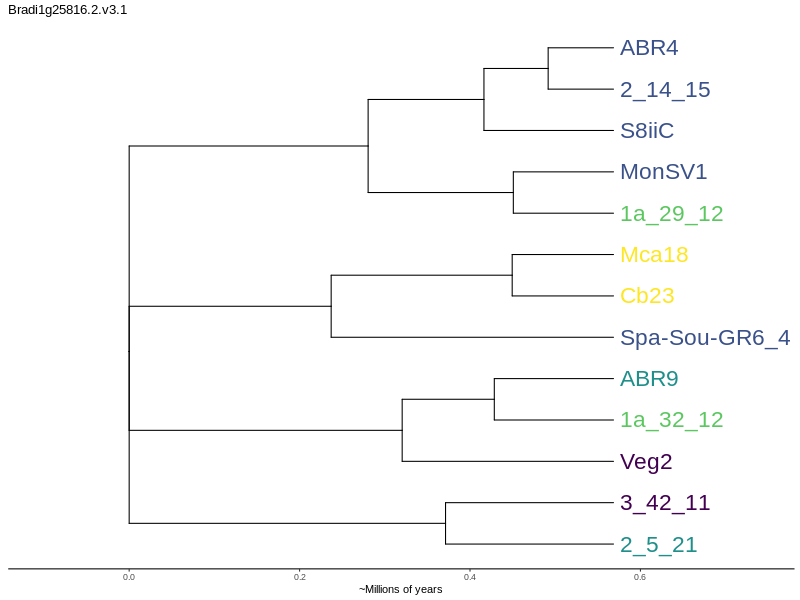 Bradi1g25816.2.v3.1
ABR4
2_14_15
S8iiC
MonSV1
1a_29_12
Mca18
Cb23
Spa-Sou-GR6_4
ABR9
1a_32_12
Veg2
3_42_11
2_5_21
0.0 0.2 0.4 0.6
~Millions of years